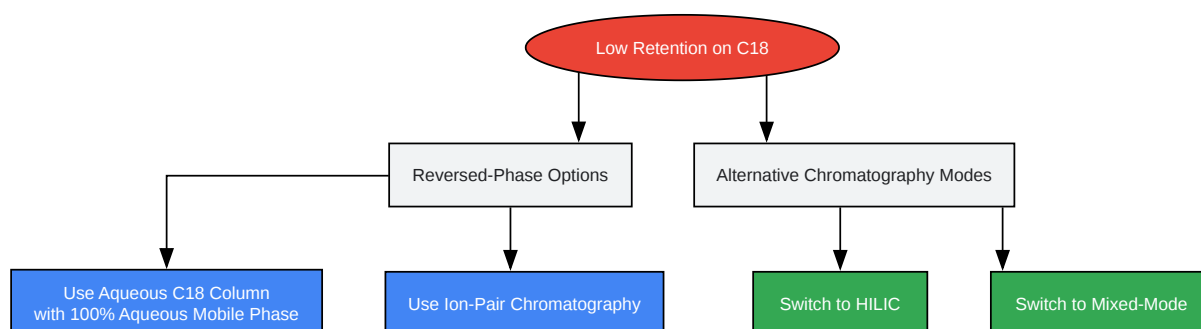 Low Retention on C18
Reversed-Phase Options
Alternative Chromatography Modes
Use Aqueous C18 Column
with 100% Aqueous Mobile Phase
Use Ion-Pair Chromatography
Switch to HILIC
Switch to Mixed-Mode